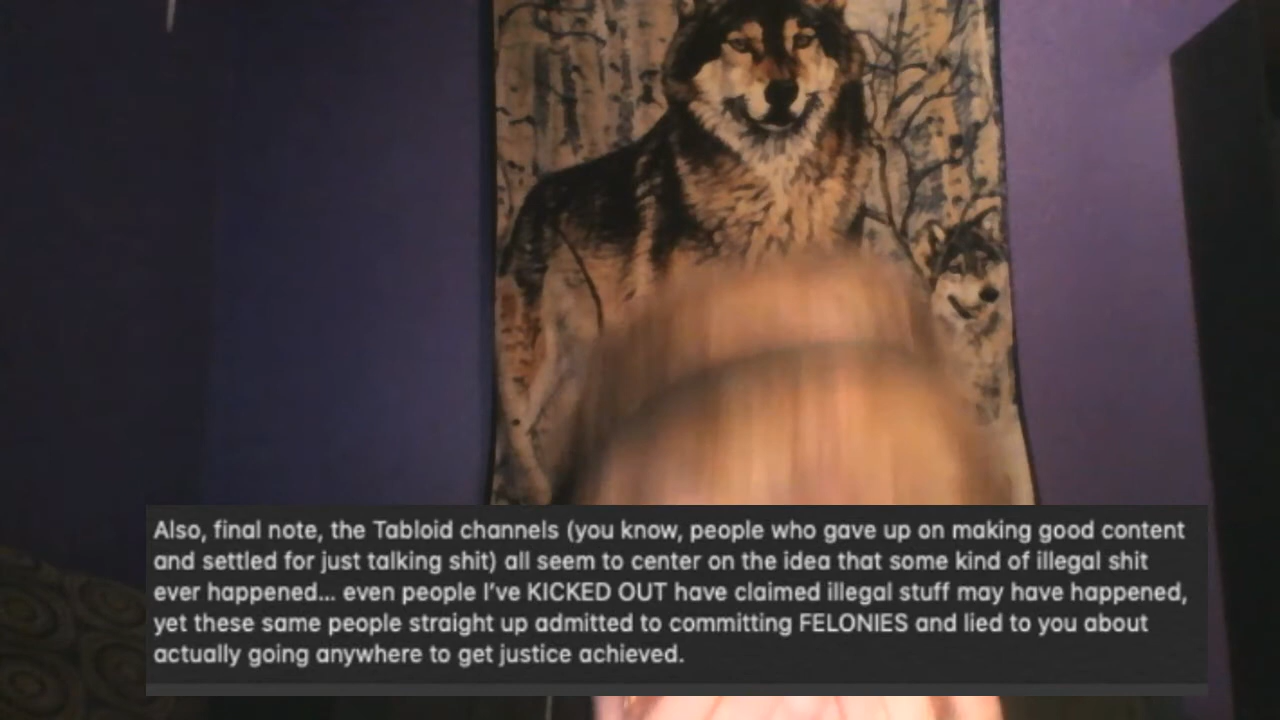 Also, final note, the Tabloid channels (you know, people who gave up on making good content
and settled for just talking shit) all seem to center on the idea that some kind of illegal shit
ever happened... even people I've KICKED OUT have claimed illegal stuff may have happened,
yet these same people straight up admitted to committing FELONIES and lied to you about
actually going anywhere to get justice achieved.